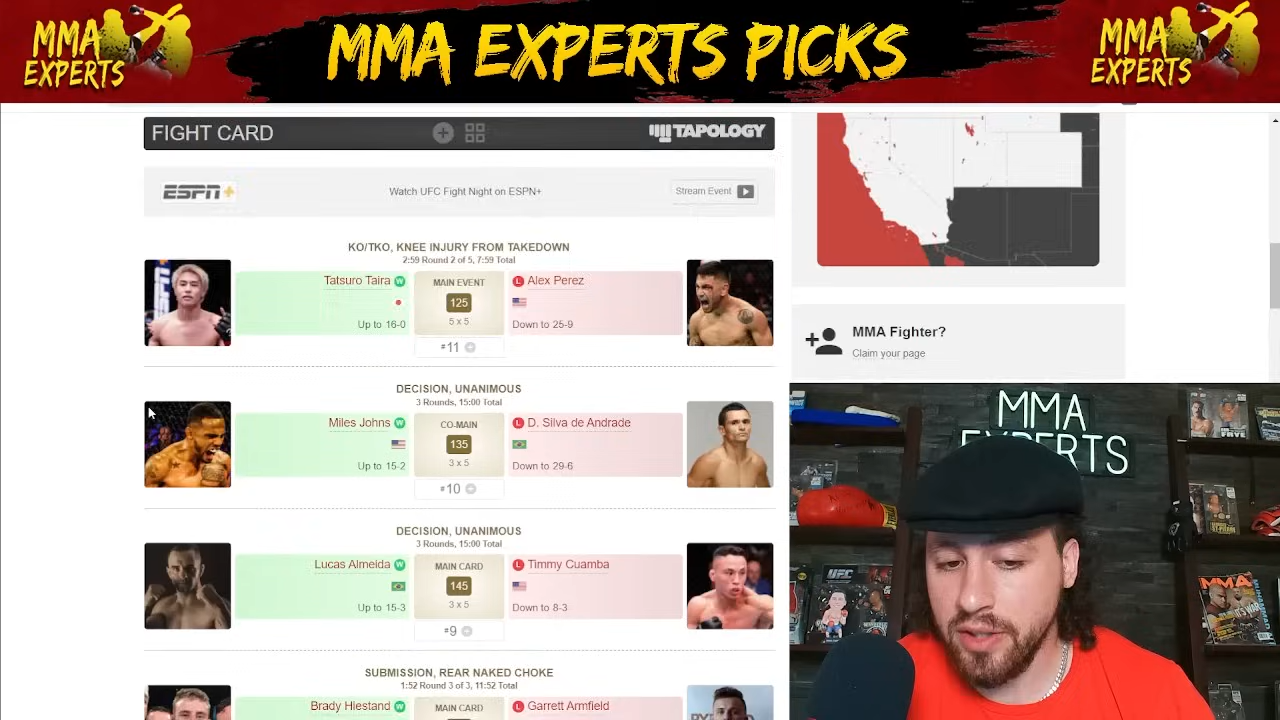 MMA EXPERTS
MMA EXPERTS PICKS
MMA EXPERTS
FIGHT CARD
TAPOLOGY
ESPN+
Watch UFC Fight Night on ESPN+
Stream Event
KO/TKO, KNEE INJURY FROM TAKEDOWN
2:59 Round 2 of 5, 7:59 Total
Tatsuro Taira W
MAIN EVENT
L Alex Perez
125
Up to 16-0
5 x 5
Down to 25-9
#11
DECISION, UNANIMOUS
3 Rounds, 15:00 Total
Miles Johns W
CO-MAIN
L D. Silva de Andrade
135
Up to 15-2
3 x 5
Down to 29-6
#10
DECISION, UNANIMOUS
3 Rounds, 15:00 Total
Lucas Almeida W
MAIN CARD
L Timmy Cuamba
145
Up to 15-3
3 x 5
Down to 8-3
#9
SUBMISSION, REAR NAKED CHOKE
1:52 Round 3 of 3, 11:52 Total
Brady Hiestand W
MAIN CARD
L Garrett Armfield
MMA Fighter?
Claim your page
MMA
EXPERTS
UFC
MMA